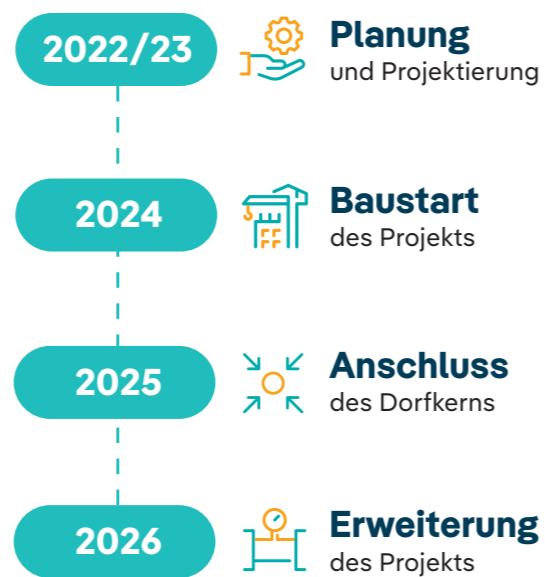 2022/23
Planung
und Projektierung
2024
Baustart
des Projekts
2025
Anschluss
des Dorfkerns
2026
Erweiterung
des Projekts